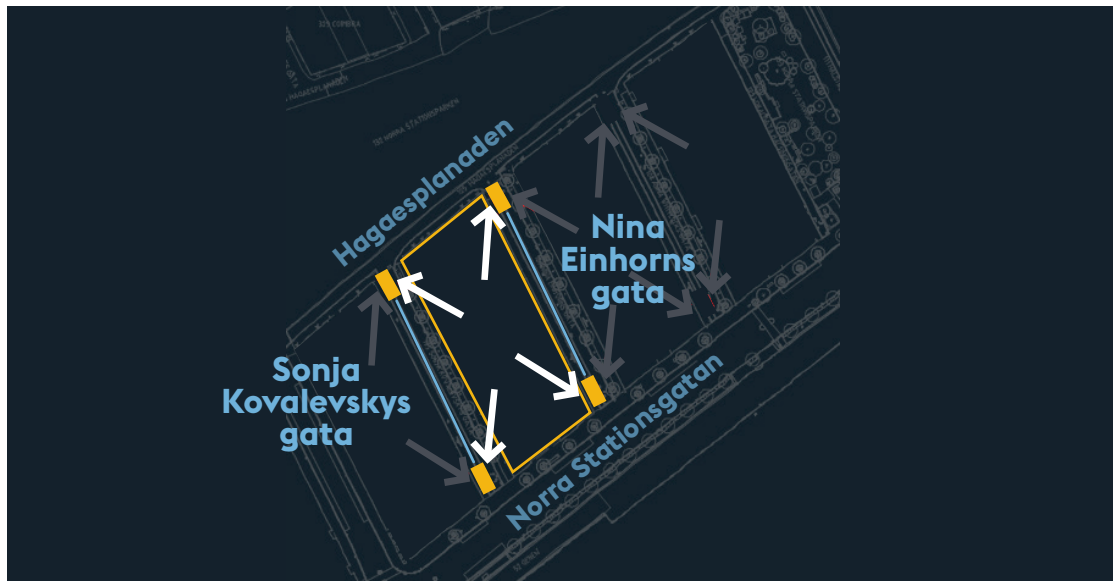 Hagaesplanaden
Nina
Einhorns
gata
Sonja
Kovalevskys
gata
Norra Stationsgatan